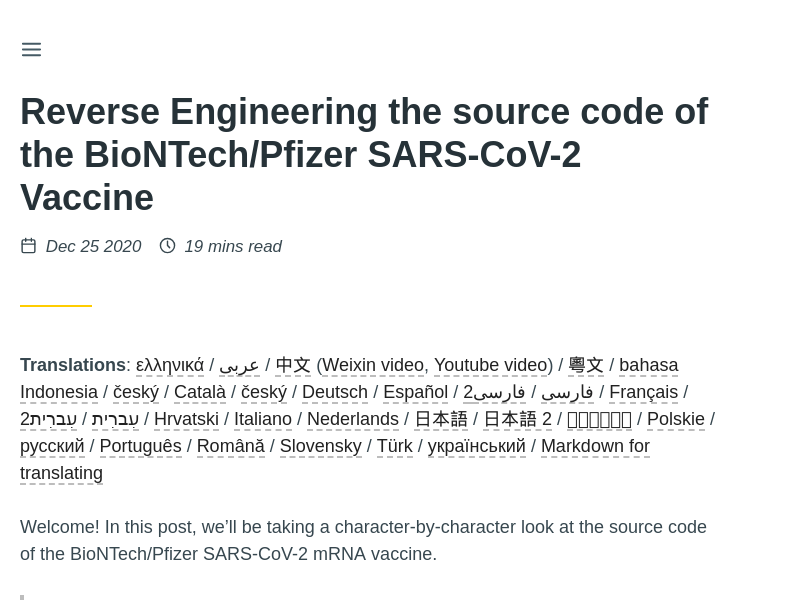 Reverse Engineering the source code of
the BioNTech/Pfizer SARS-CoV-2
Vaccine
Dec 25 2020 19 mins read
Translations: ελληνικά / عربى / 中文 (Weixin video, Youtube video) / 粵文 / bahasa
Indonesia / český / Català / český / Deutsch / Español / 2فارسی / فارسی / Français /
עִברִית / 2עִברִית / Hrvatski / Italiano / Nederlands / 日本語 / 日本語 2 / / Polskie /
русский / Português / Română / Slovensky / Türk / український / Markdown for
translating
Welcome! In this post, we’ll be taking a character-by-character look at the source code
of the BioNTech/Pfizer SARS-CoV-2 mRNA vaccine.